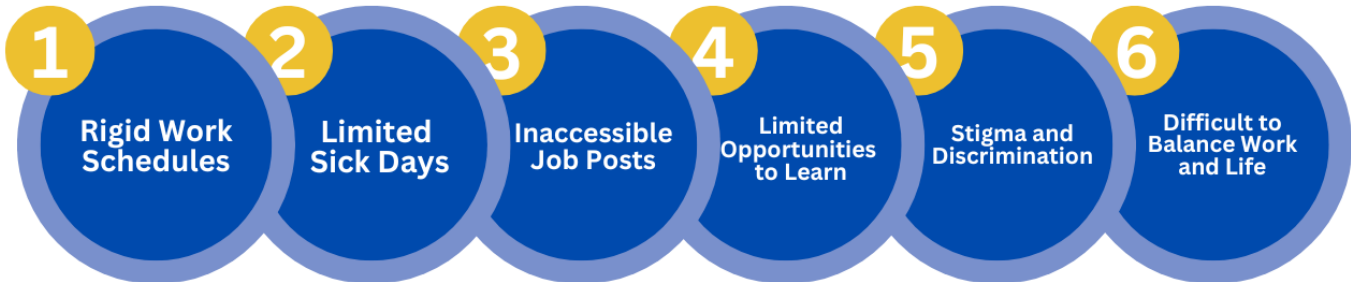 1
Rigid Work
Schedules
2
Limited
Sick Days
3
Inaccessible
Job Posts
4
Limited
Opportunities
to Learn
5
Stigma and
Discrimination
6
Difficult to
Balance Work
and Life